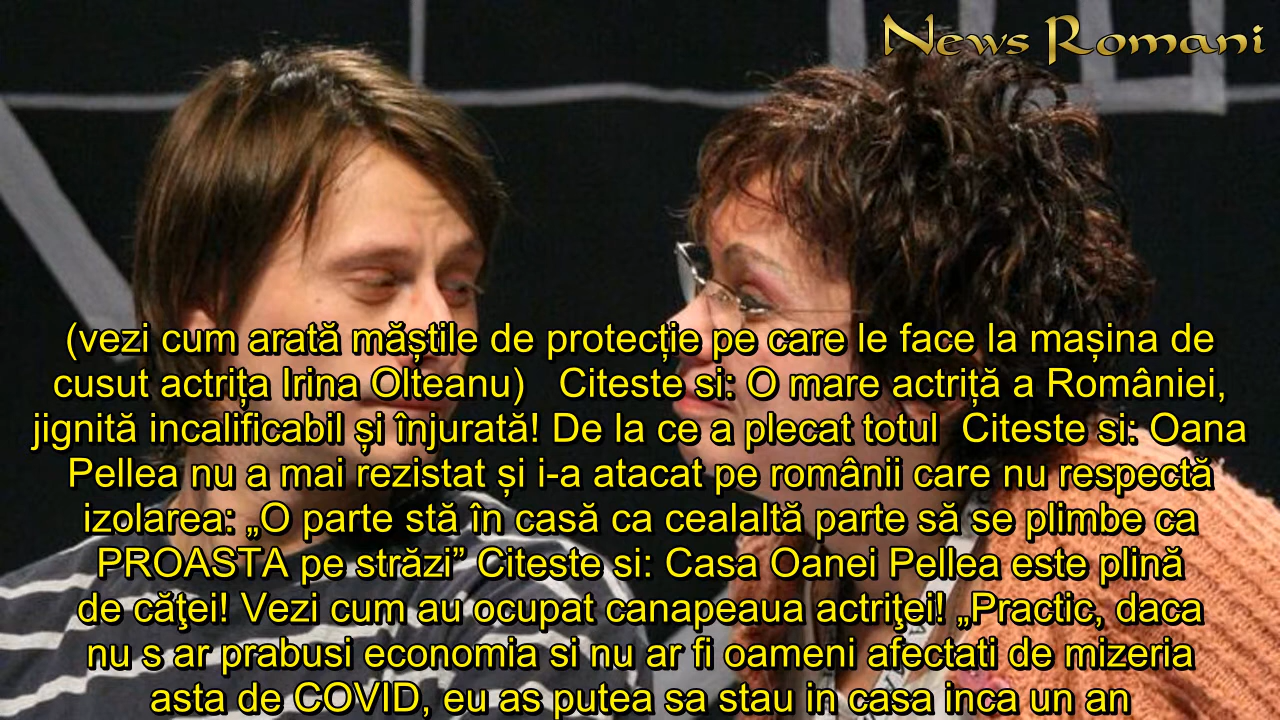 News Romani
(vezi cum arată măștile de protecție pe care le face la mașina de
cusut actrița Irina Olteanu)   Citeste si: O mare actriță a României,
jignită incalificabil și înjurată! De la ce a plecat totul  Citeste si: Oana
Pellea nu a mai rezistat și i-a atacat pe românii care nu respectă
izolarea: „O parte stă în casă ca cealaltă parte să se plimbe ca
PROASTA pe străzi” Citeste si: Casa Oanei Pellea este plină
de căţei! Vezi cum au ocupat canapeaua actriţei! „Practic, daca
nu s ar prabusi economia si nu ar fi oameni afectati de mizeria
asta de COVID, eu as putea sa stau in casa inca un an